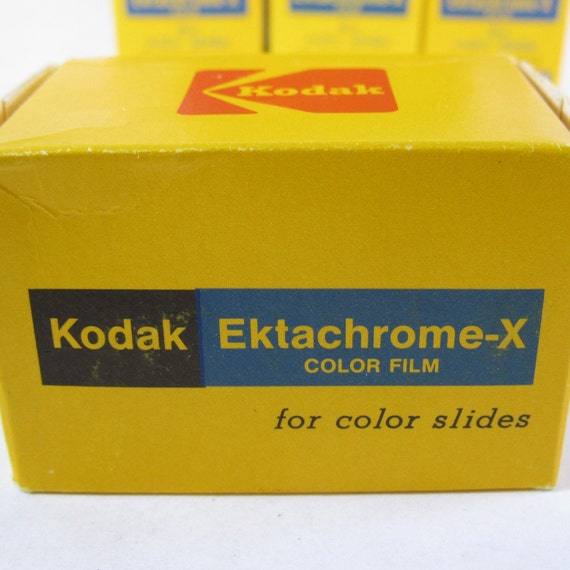 Kodak
Kodak Ektachrome-X
COLOR FILM
for color slides